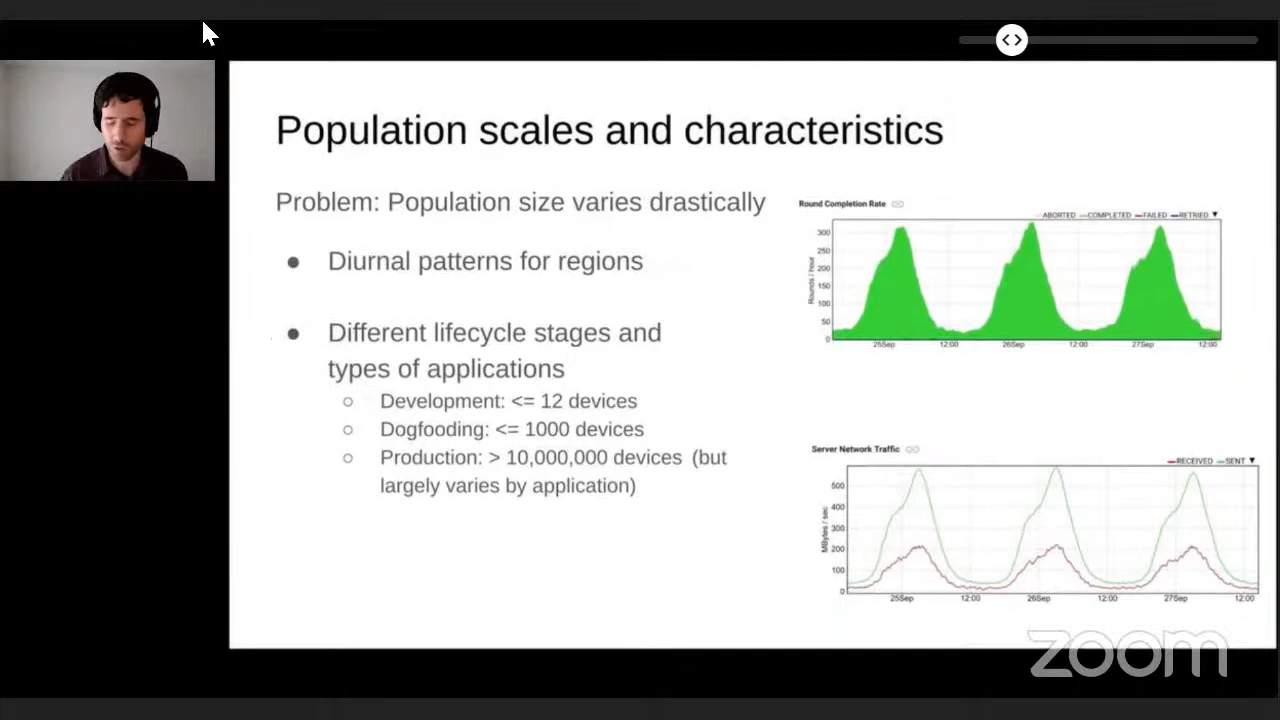 Population scales and characteristics
Problem: Population size varies drastically
● Diurnal patterns for regions
● Different lifecycle stages and
types of applications
○ Development: <= 12 devices
○ Dogfooding: <= 1000 devices
○ Production: > 10,000,000 devices (but
largely varies by application)
Round Completion Rate
ABORTED COMPLETED FAILED RETRIED
Rounds / hour
300
250
200
150
100
50
0
25Sep 12:00 26Sep 12:00 27Sep 12:00
Server Network Traffic
RECEIVED SENT
MBytes / sec
500
400
300
200
100
0
25Sep 12:00 26Sep 12:00 27Sep 12:00
zoom